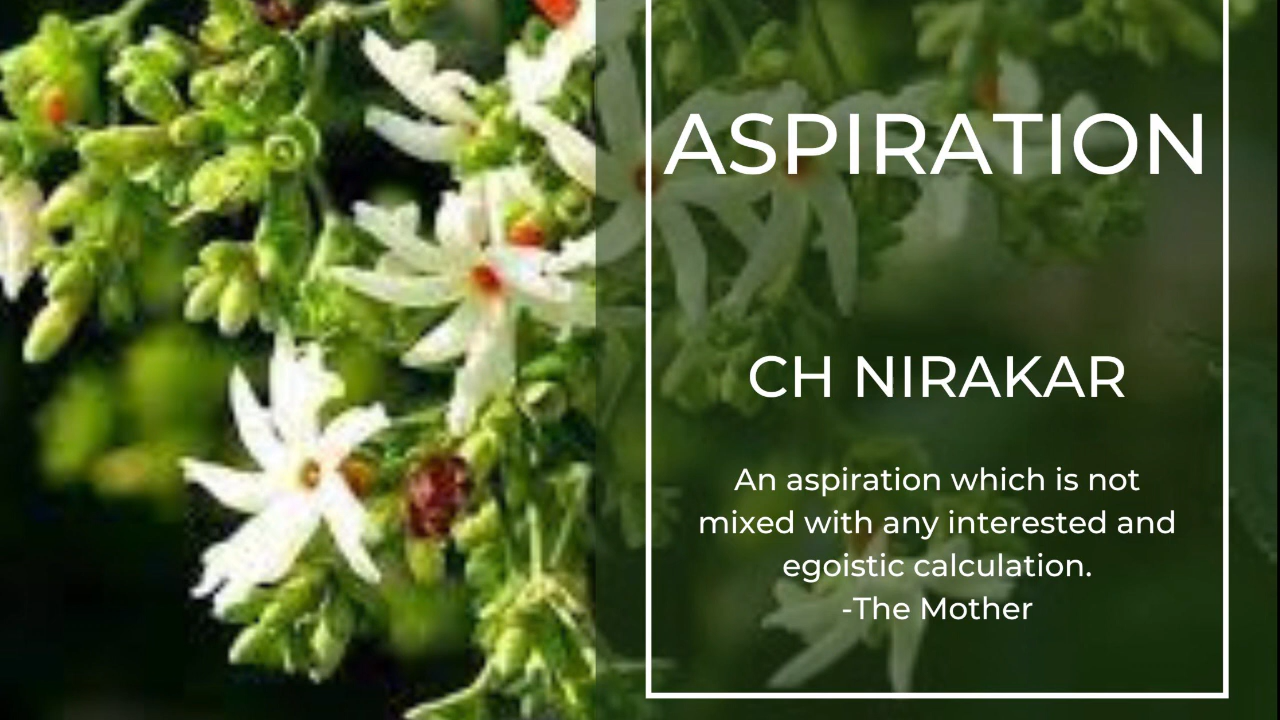 ASPIRATION
CH NIRAKAR
An aspiration which is not
mixed with any interested and
egoistic calculation.
-The Mother